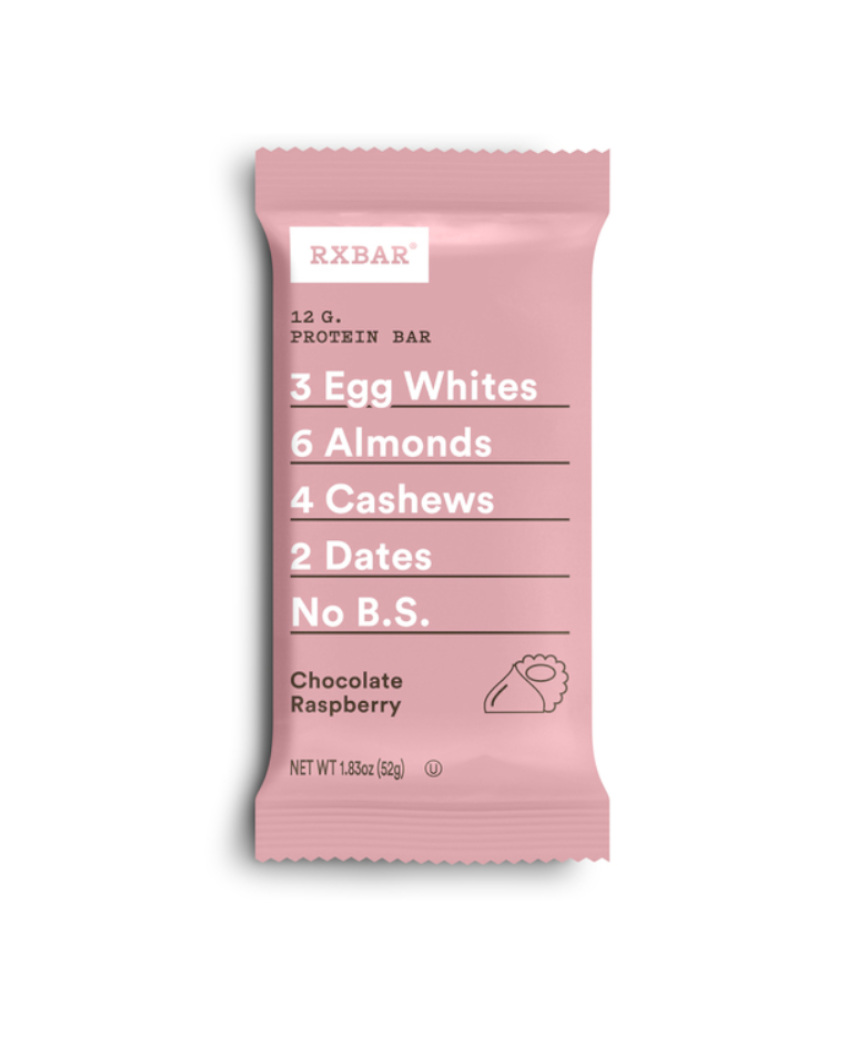 RXBAR®
12 G.
PROTEIN BAR
3 Egg Whites
6 Almonds
4 Cashews
2 Dates
No B.S.
Chocolate
Raspberry
NET WT 1.83oz (52g) Ⓤ